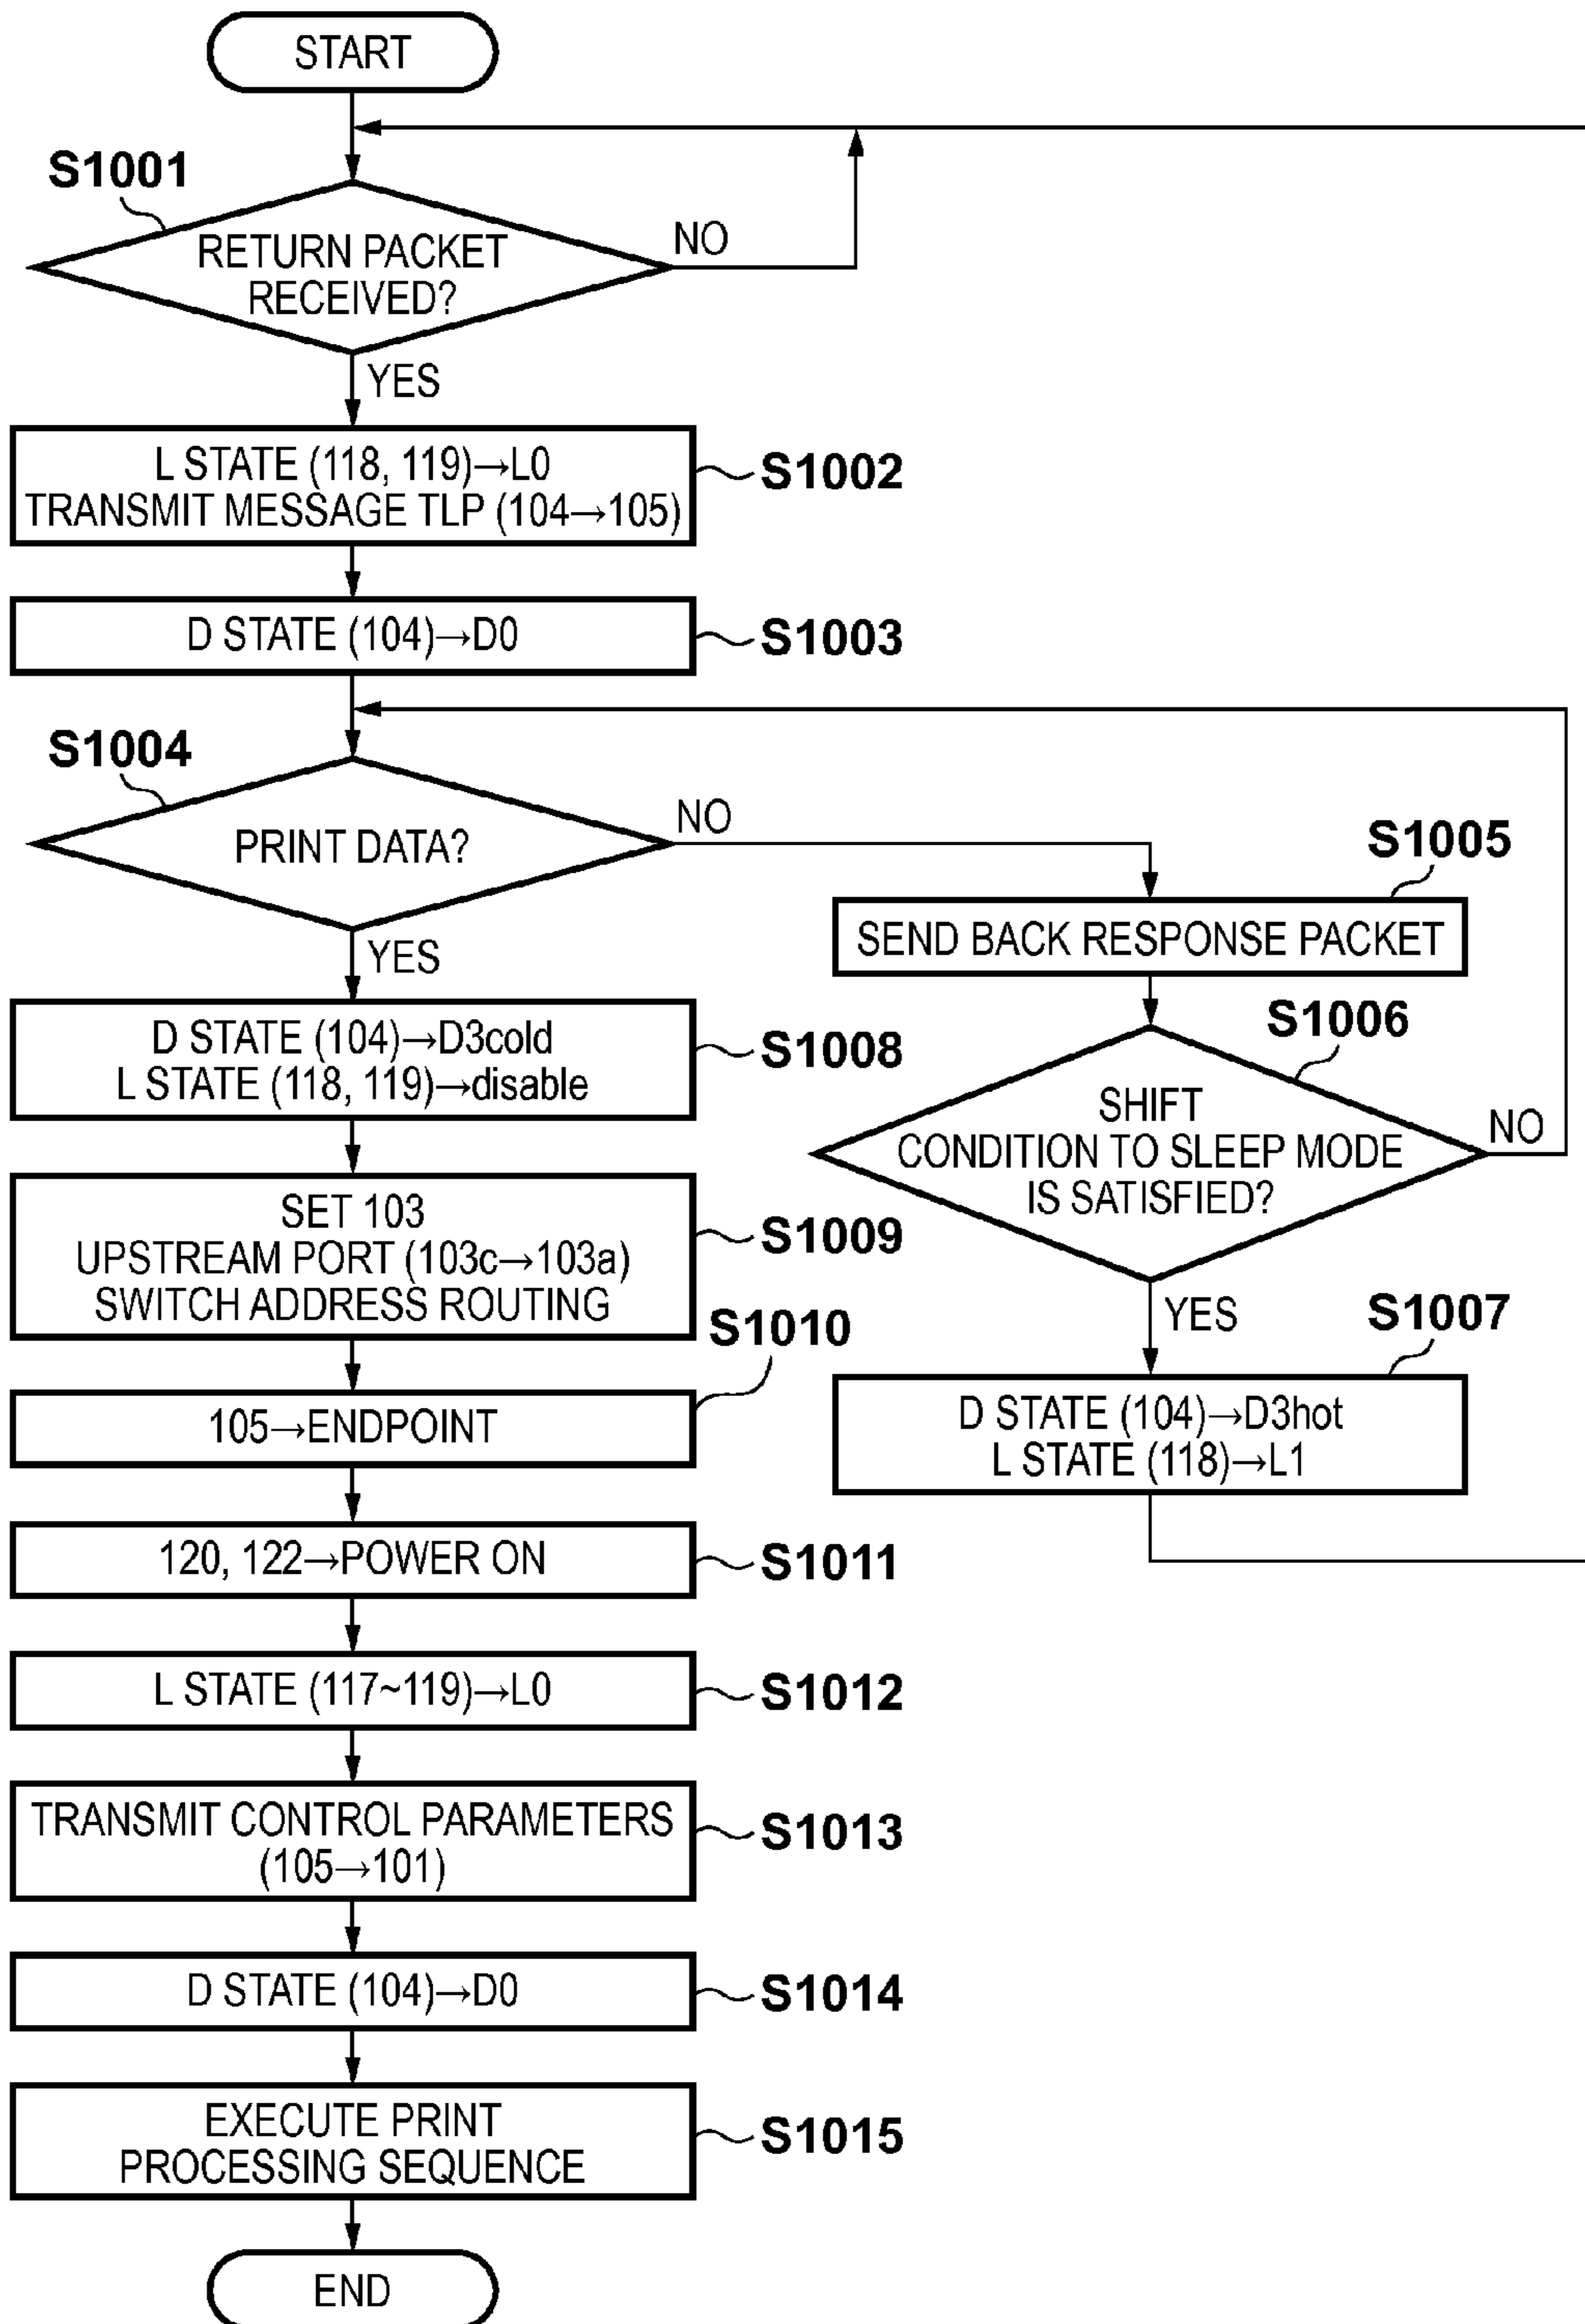 START
S1001
RETURN PACKET
RECEIVED?
NO
YES
L STATE (118, 119)→L0
TRANSMIT MESSAGE TLP (104→105)
S1002
D STATE (104)→D0
S1003
S1004
PRINT DATA?
NO
YES
S1005
SEND BACK RESPONSE PACKET
S1006
SHIFT
CONDITION TO SLEEP MODE
IS SATISFIED?
NO
YES
S1007
D STATE (104)→D3hot
L STATE (118)→L1
D STATE (104)→D3cold
L STATE (118, 119)→disable
S1008
SET 103
UPSTREAM PORT (103c→103a)
SWITCH ADDRESS ROUTING
S1009
S1010
105→ENDPOINT
120, 122→POWER ON
S1011
L STATE (117~119)→L0
S1012
TRANSMIT CONTROL PARAMETERS
(105→101)
S1013
D STATE (104)→D0
S1014
EXECUTE PRINT
PROCESSING SEQUENCE
S1015
END